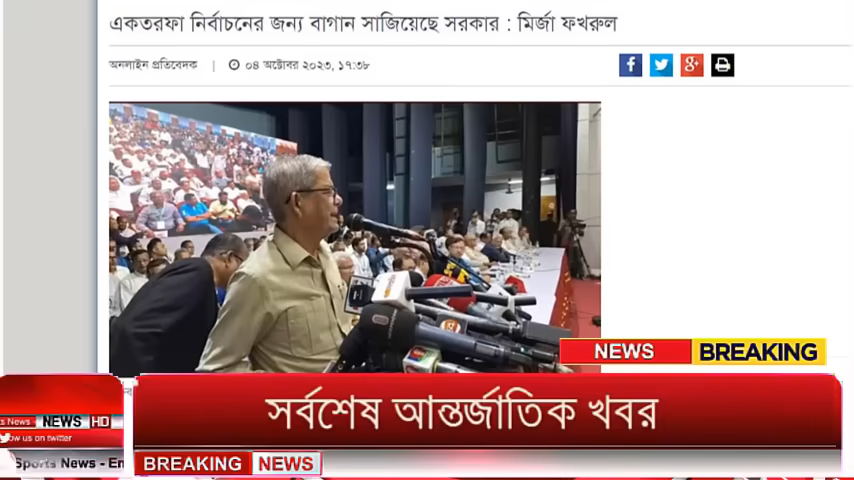 একতরফা নির্বাচনের জন্য বাগান সাজিয়েছে সরকার : মির্জা ফখরুল
অনলাইন প্রতিবেদক | ০৪ অক্টোবর ২০২৩, ১৭:৩৮
NEWS BREAKING
সর্বশেষ আন্তর্জাতিক খবর
ts News - NEWS HD
ow us on twitter
BREAKING NEWS
Sports News - En